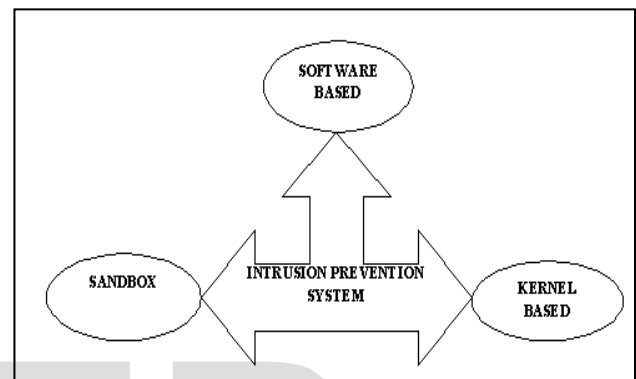 SOFTWARE
BASED
SANDBOX
INTRUSION PREVENTION
SYSTEM
KERNEL
BASED